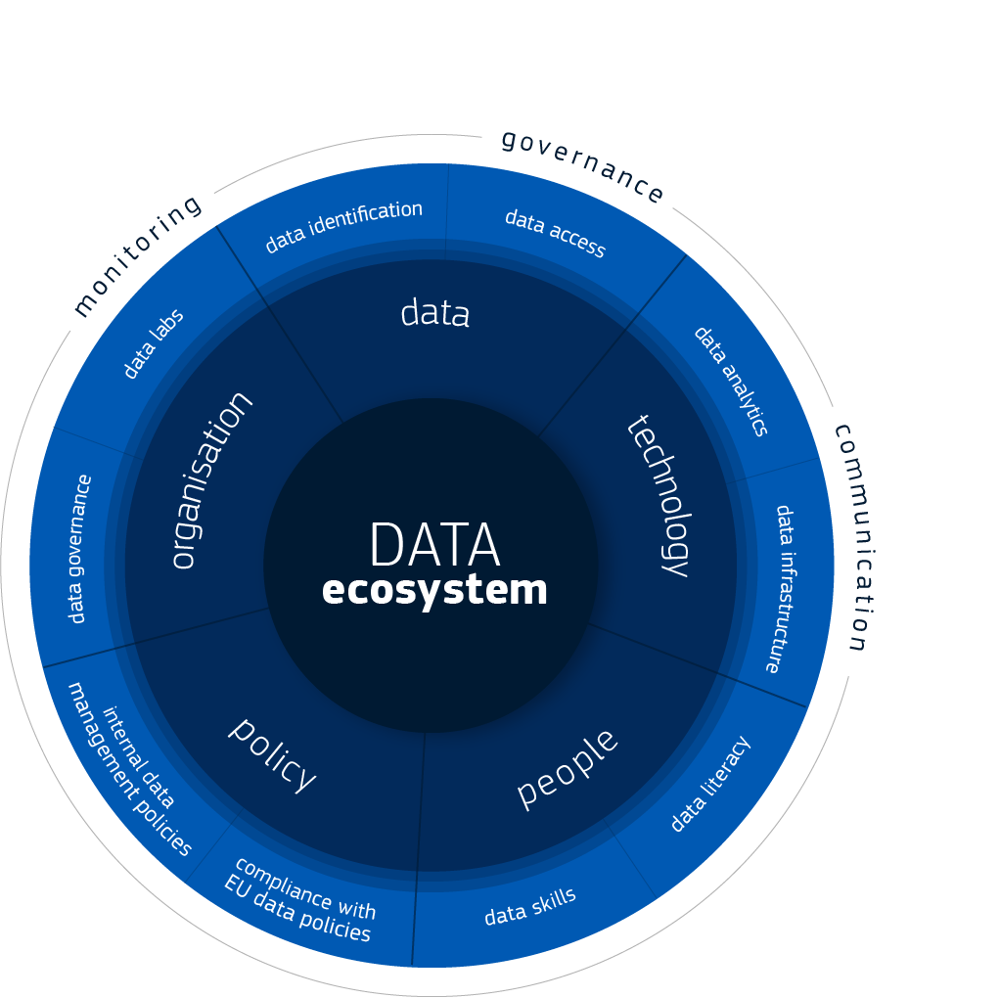 governance
monitoring
communication
data identification
data access
data analytics
data infrastructure
data literacy
data skills
compliance with
EU data policies
internal data
management policies
data governance
data labs
data
technology
people
policy
organisation
DATA
ecosystem